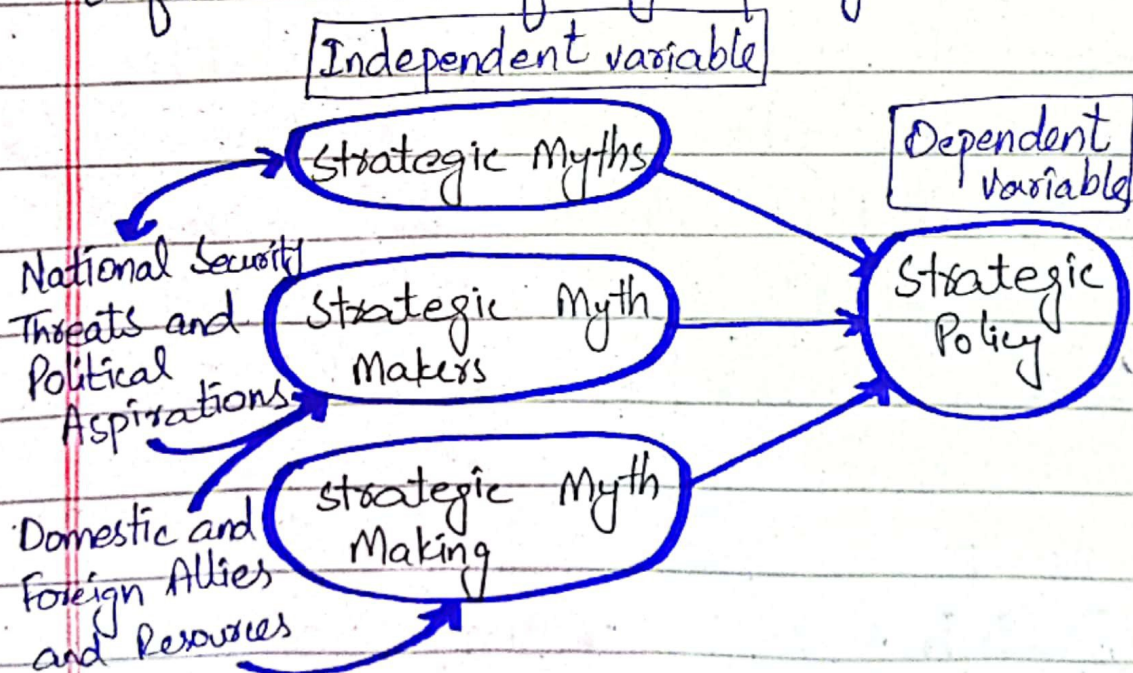 Independent variable
Strategic Myths
Dependent
variable
National Security
Threats and
Political
Aspirations
Strategic Myth
Makers
Strategic
Policy
Strategic Myth
Making
Domestic and
Foreign Allies
and Resources